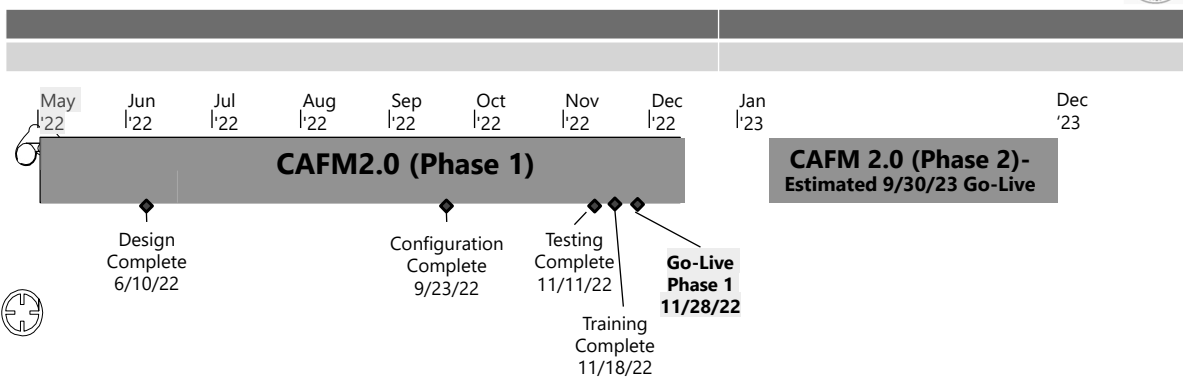 May Jun Jul Aug Sep Oct Nov Dec Jan Dec
'22 '22 '22 '22 '22 '22 '22 '22 '23 ‘23
CAFM2.0 (Phase 1)
CAFM 2.0 (Phase 2)-
Estimated 9/30/23 Go-Live
Design
Complete
6/10/22
Configuration
Complete
9/23/22
Testing
Complete
11/11/22
Training
Complete
11/18/22
Go-Live
Phase 1
11/28/22